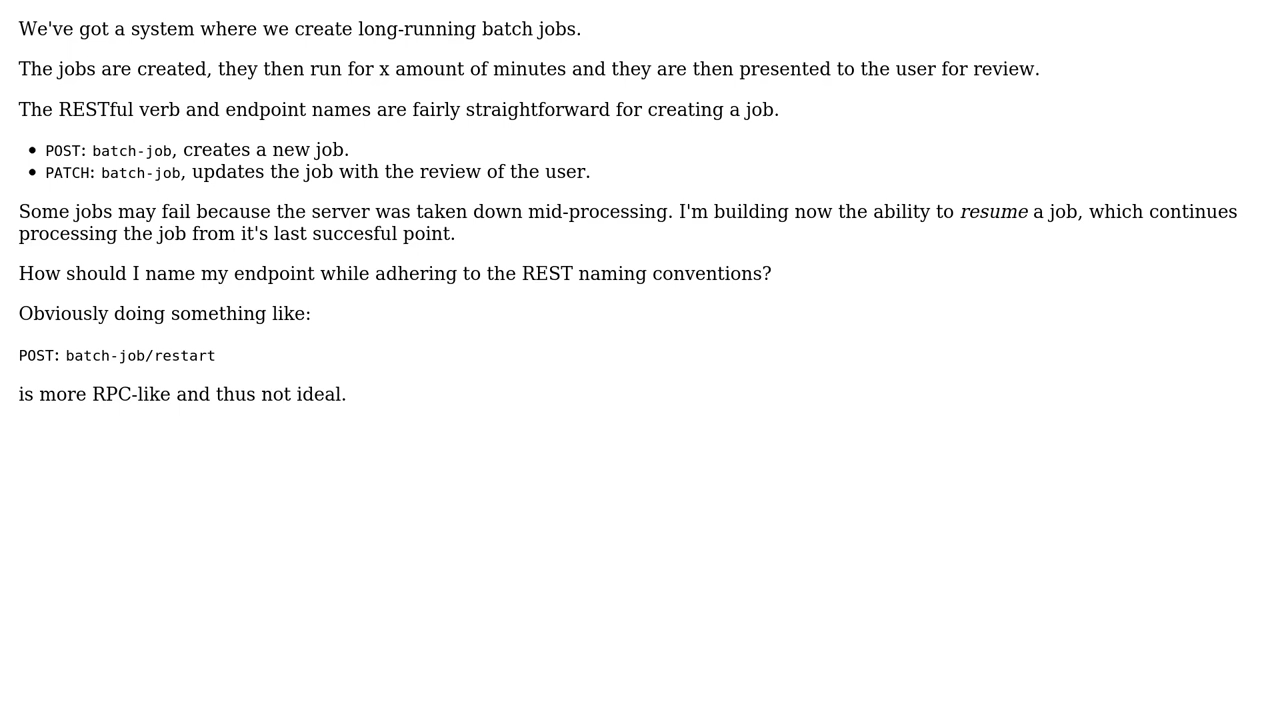 We've got a system where we create long-running batch jobs.
The jobs are created, they then run for x amount of minutes and they are then presented to the user for review.
The RESTful verb and endpoint names are fairly straightforward for creating a job.
• POST: batch-job, creates a new job.
• PATCH: batch-job, updates the job with the review of the user.
Some jobs may fail because the server was taken down mid-processing. I'm building now the ability to resume a job, which continues
processing the job from it's last succesful point.
How should I name my endpoint while adhering to the REST naming conventions?
Obviously doing something like:
POST: batch-job/restart
is more RPC-like and thus not ideal.